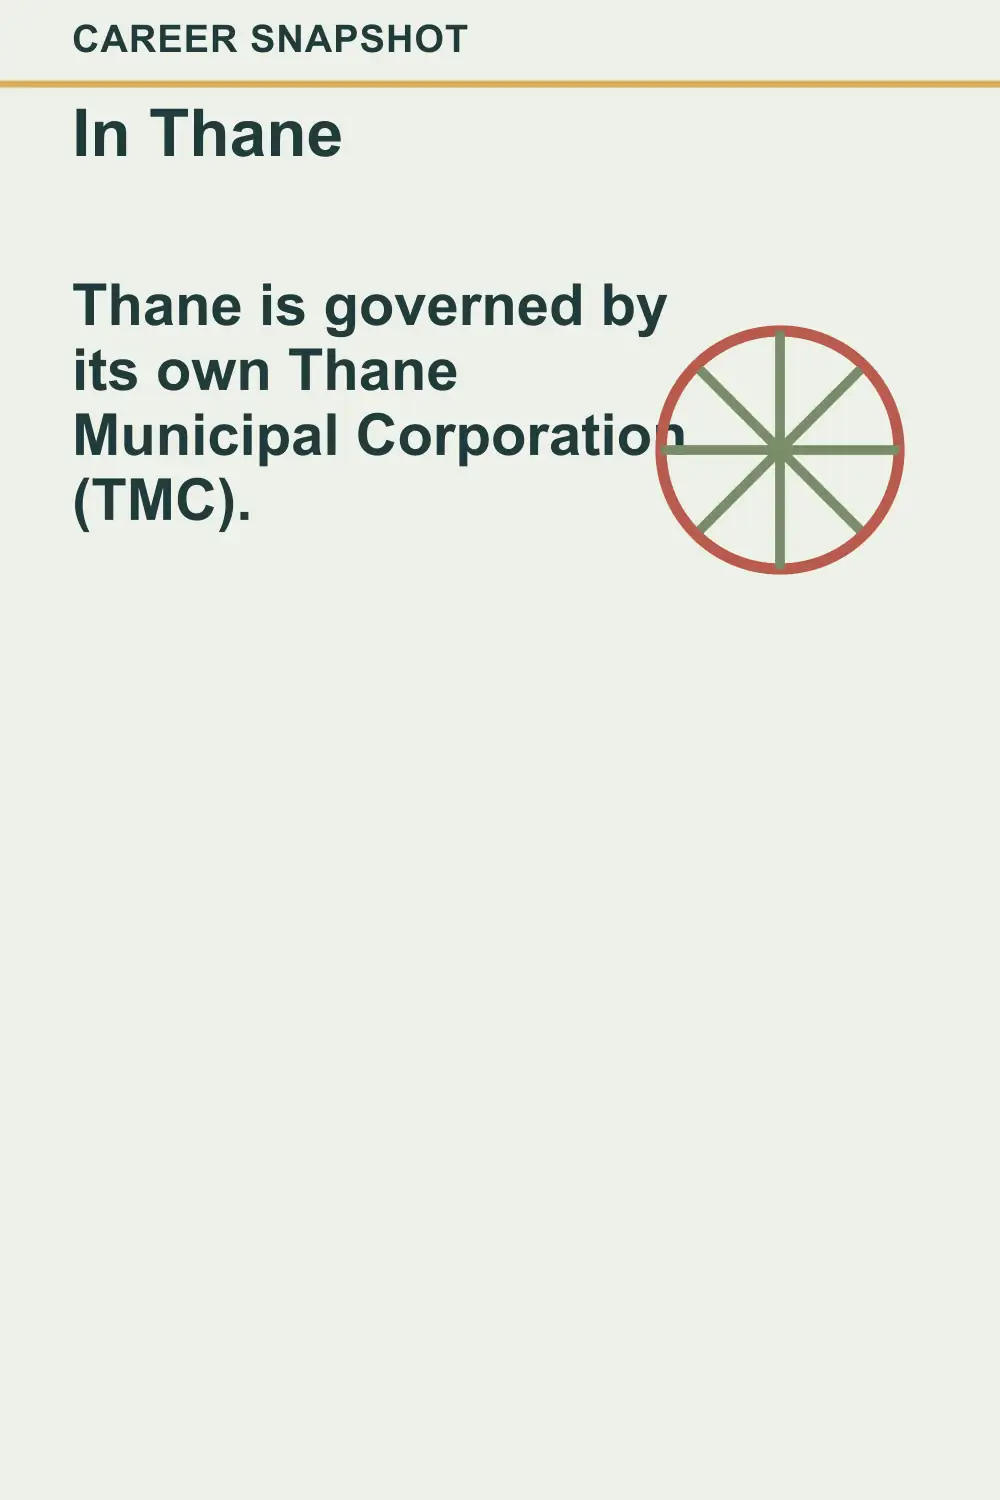 CAREER SNAPSHOT
In Thane
Thane is governed by
its own Thane
Municipal Corporation
(TMC).